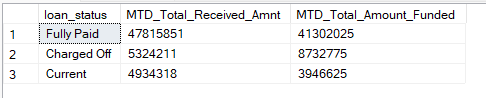 loan_status MTD_Total_Received_Amnt MTD_Total_Amount_Funded
1 Fully Paid 47815851 41302025
2 Charged Off 5324211 8732775
3 Current 4934318 3946625